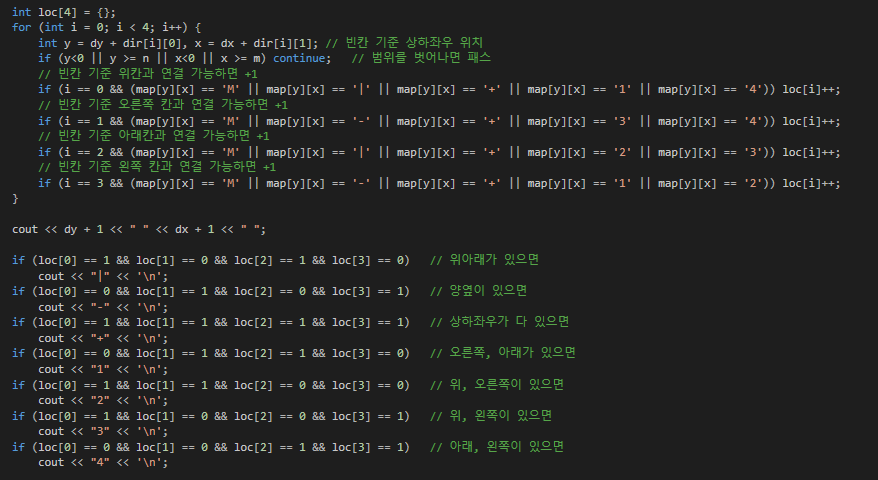 int loc[4] = {};
for (int i = 0; i < 4; i++) {
    int y = dy + dir[i][0], x = dx + dir[i][1]; // 빈칸 기준 상하좌우 위치
    if (y<0 || y >= n || x<0 || x >= m) continue;   // 범위를 벗어나면 패스
    // 빈칸 기준 위칸과 연결 가능하면 +1
    if (i == 0 && (map[y][x] == 'M' || map[y][x] == '|' || map[y][x] == '+' || map[y][x] == '1' || map[y][x] == '4')) loc[i]++;
    // 빈칸 기준 오른쪽 칸과 연결 가능하면 +1
    if (i == 1 && (map[y][x] == 'M' || map[y][x] == '-' || map[y][x] == '+' || map[y][x] == '3' || map[y][x] == '4')) loc[i]++;
    // 빈칸 기준 아래칸과 연결 가능하면 +1
    if (i == 2 && (map[y][x] == 'M' || map[y][x] == '|' || map[y][x] == '+' || map[y][x] == '2' || map[y][x] == '3')) loc[i]++;
    // 빈칸 기준 왼쪽 칸과 연결 가능하면 +1
    if (i == 3 && (map[y][x] == 'M' || map[y][x] == '-' || map[y][x] == '+' || map[y][x] == '1' || map[y][x] == '2')) loc[i]++;
}
cout << dy + 1 << " " << dx + 1 << " ";
if (loc[0] == 1 && loc[1] == 0 && loc[2] == 1 && loc[3] == 0)   // 위아래가 있으면
    cout << "|" << '\n';
if (loc[0] == 0 && loc[1] == 1 && loc[2] == 0 && loc[3] == 1)   // 양옆이 있으면
    cout << "-" << '\n';
if (loc[0] == 1 && loc[1] == 1 && loc[2] == 1 && loc[3] == 1)   // 상하좌우가 다 있으면
    cout << "+" << '\n';
if (loc[0] == 0 && loc[1] == 1 && loc[2] == 1 && loc[3] == 0)   // 오른쪽, 아래가 있으면
    cout << "1" << '\n';
if (loc[0] == 1 && loc[1] == 1 && loc[2] == 0 && loc[3] == 0)   // 위, 오른쪽이 있으면
    cout << "2" << '\n';
if (loc[0] == 1 && loc[1] == 0 && loc[2] == 0 && loc[3] == 1)   // 위, 왼쪽이 있으면
    cout << "3" << '\n';
if (loc[0] == 0 && loc[1] == 0 && loc[2] == 1 && loc[3] == 1)   // 아래, 왼쪽이 있으면
    cout << "4" << '\n';